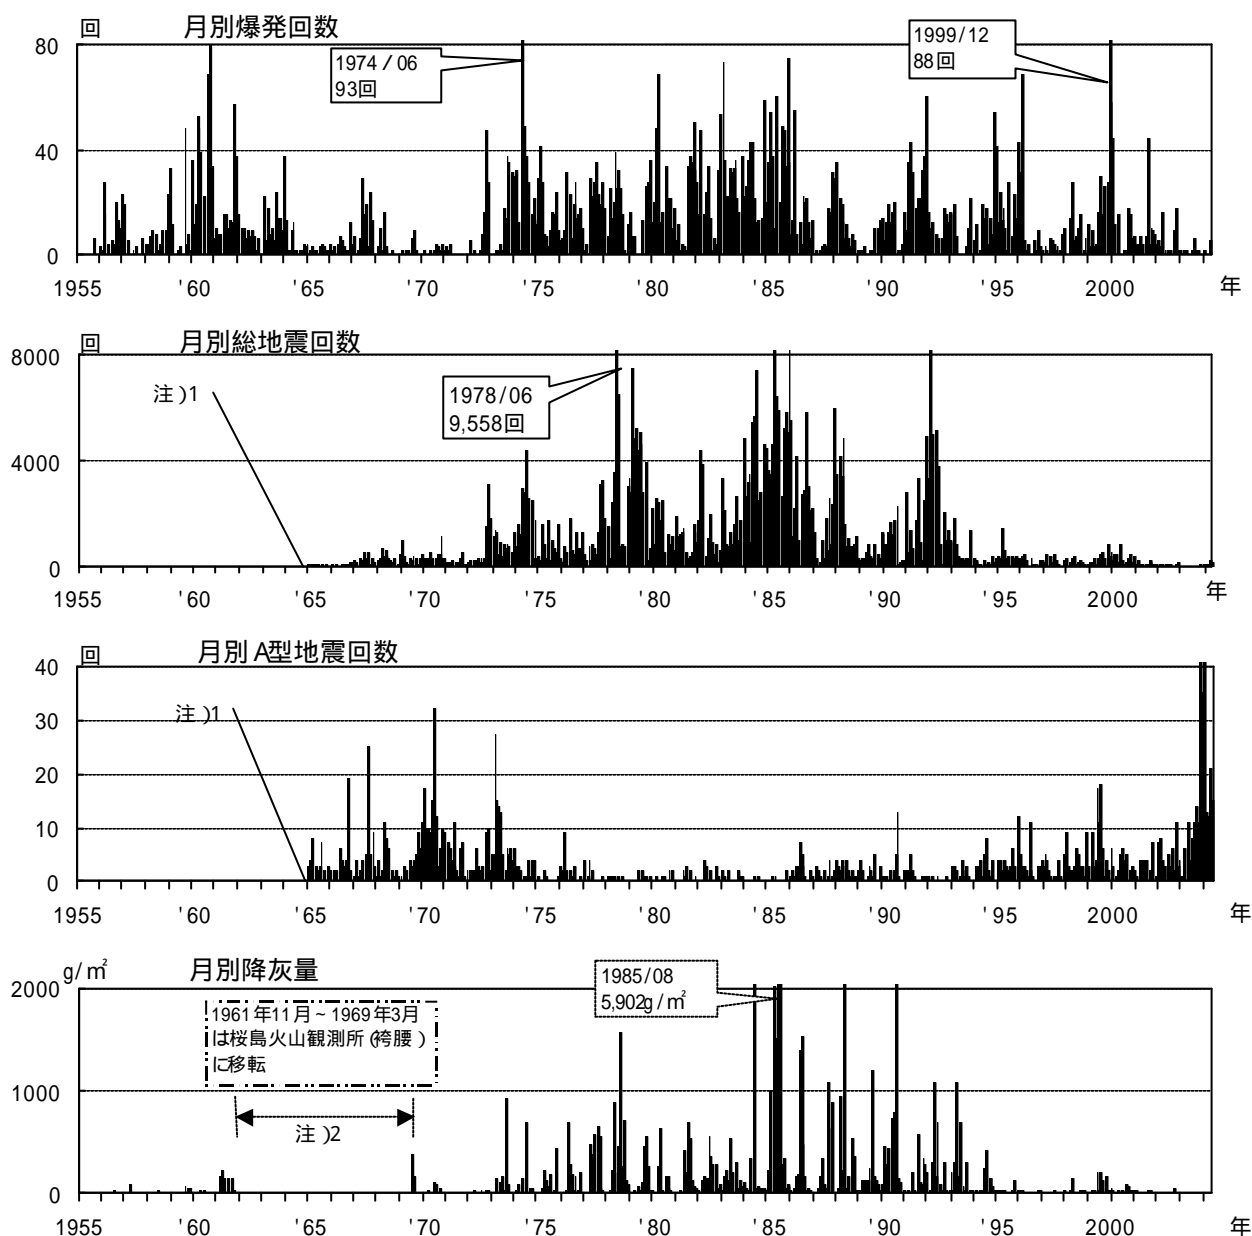 回 月別爆発回数
80
40
0
1974/06
93回
1999/12
88回
1955 '60 '65 '70 '75 '80 '85 '90 '95 2000 年
回 月別総地震回数
8000
4000
0
注)1
1978/06
9,558回
1955 '60 '65 '70 '75 '80 '85 '90 '95 2000 年
回 月別A型地震回数
40
30
20
10
0
注)1
1955 '60 '65 '70 '75 '80 '85 '90 '95 2000 年
g/㎡ 月別降灰量
2000
1000
0
1961年11月~1969年3月
は桜島火山観測所(袴腰)
に移転
注)2
1985/08
5,902g/㎡
1955 '60 '65 '70 '75 '80 '85 '90 '95 2000 年